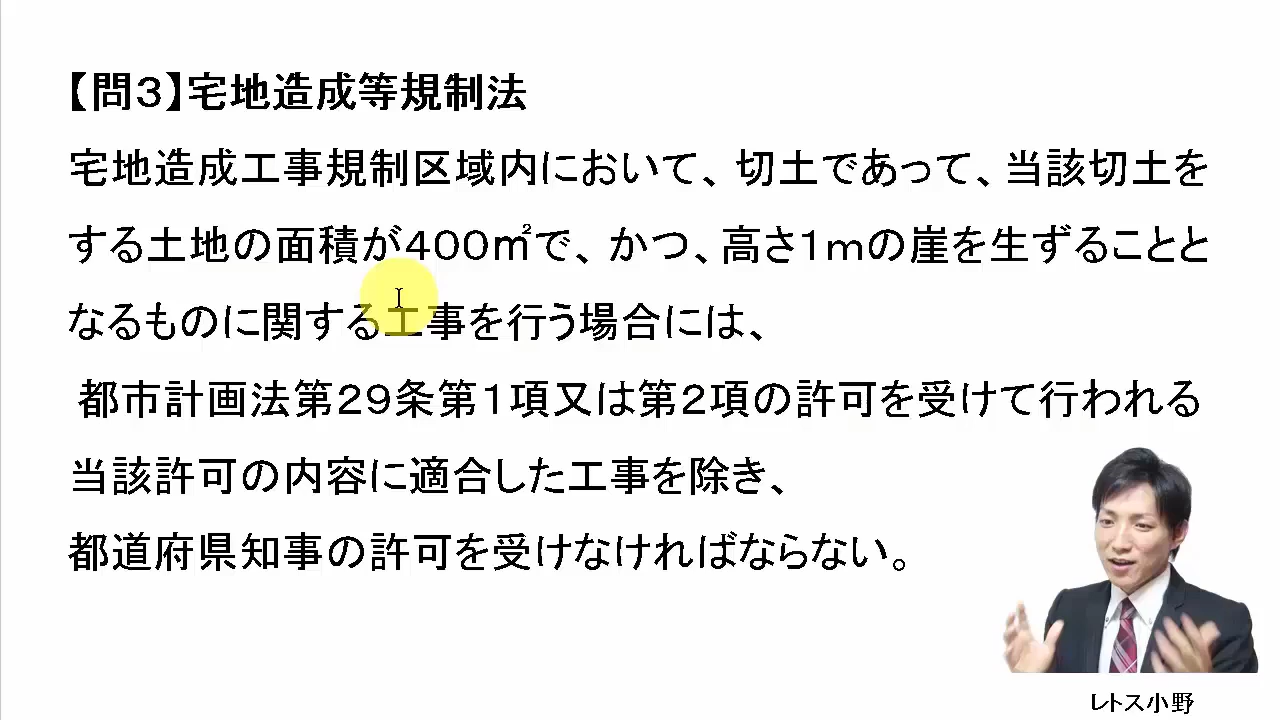 【問３】宅地造成等規制法
宅地造成工事規制区域内において、切土であって、当該切土を
する土地の面積が４００㎡で、かつ、高さ１ｍの崖を生ずることと
なるものに関する工事を行う場合には、
都市計画法第２９条第１項又は第２項の許可を受けて行われる
当該許可の内容に適合した工事を除き、
都道府県知事の許可を受けなければならない。
レトス小野